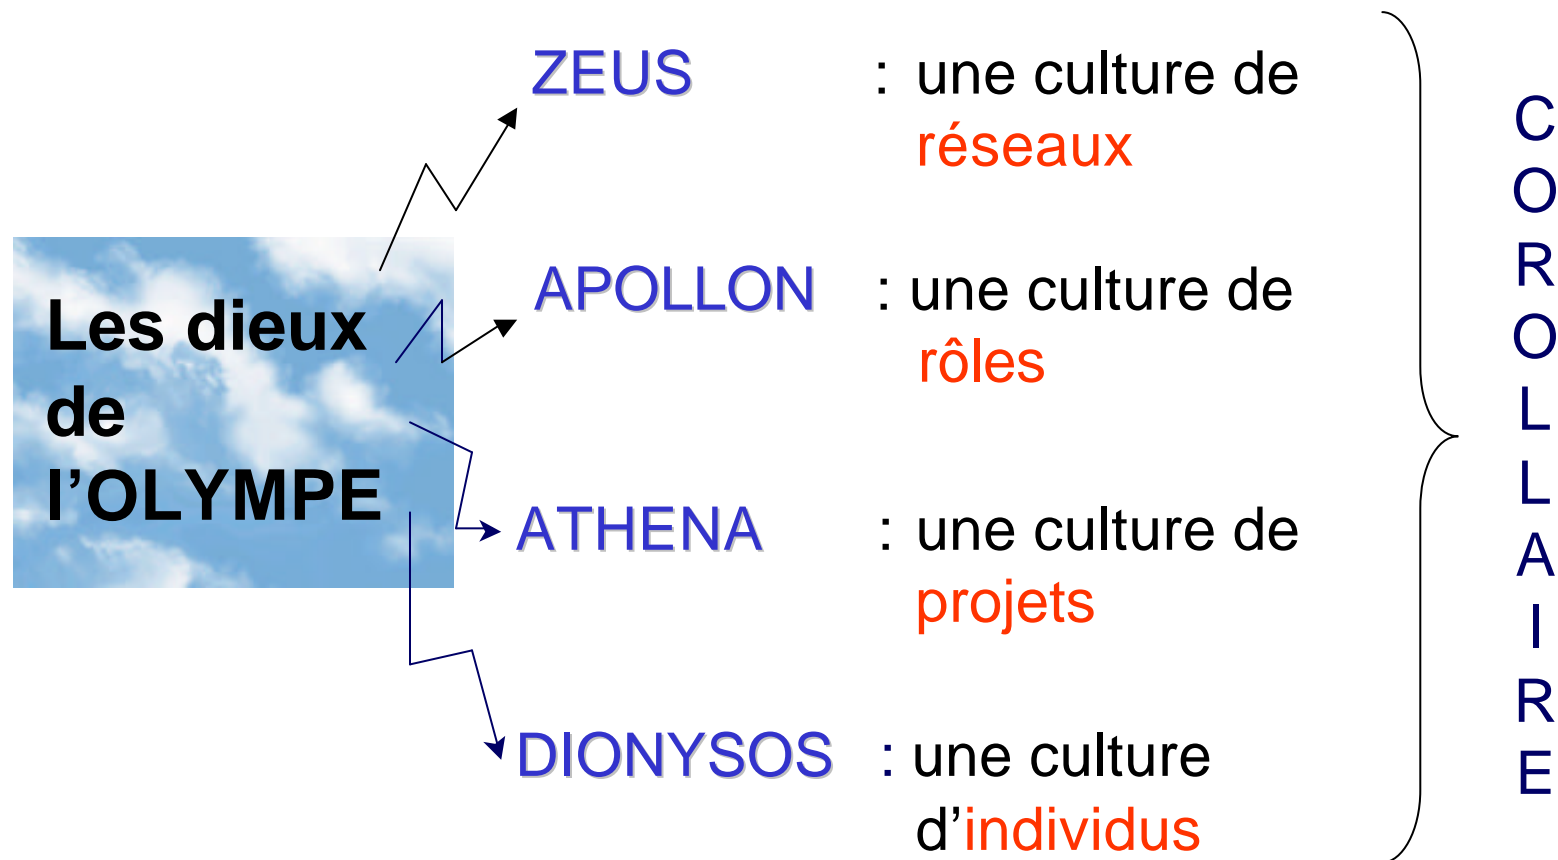 Les dieux
de
l’OLYMPE
ZEUS : une culture de
réseaux
APOLLON : une culture de
rôles
ATHENA : une culture de
projets
DIONYSOS : une culture
d’individus
C
O
R
O
L
L
A
I
R
E